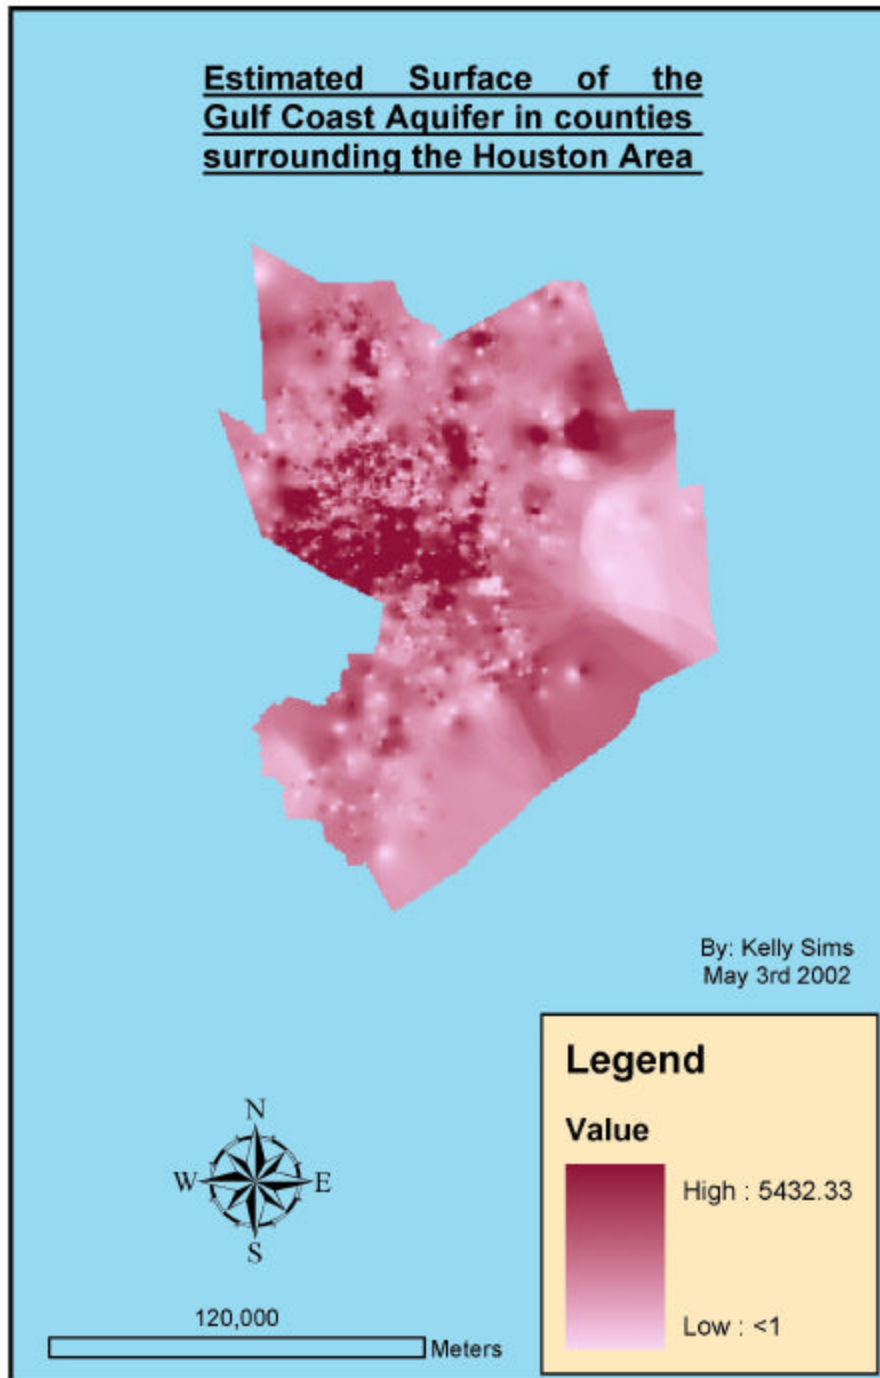 Estimated Surface of the
Gulf Coast Aquifer in counties
surrounding the Houston Area
By: Kelly Sims
May 3rd 2002
Legend
Value
High : 5432.33
Low : <1
N
W
E
S
120,000
Meters